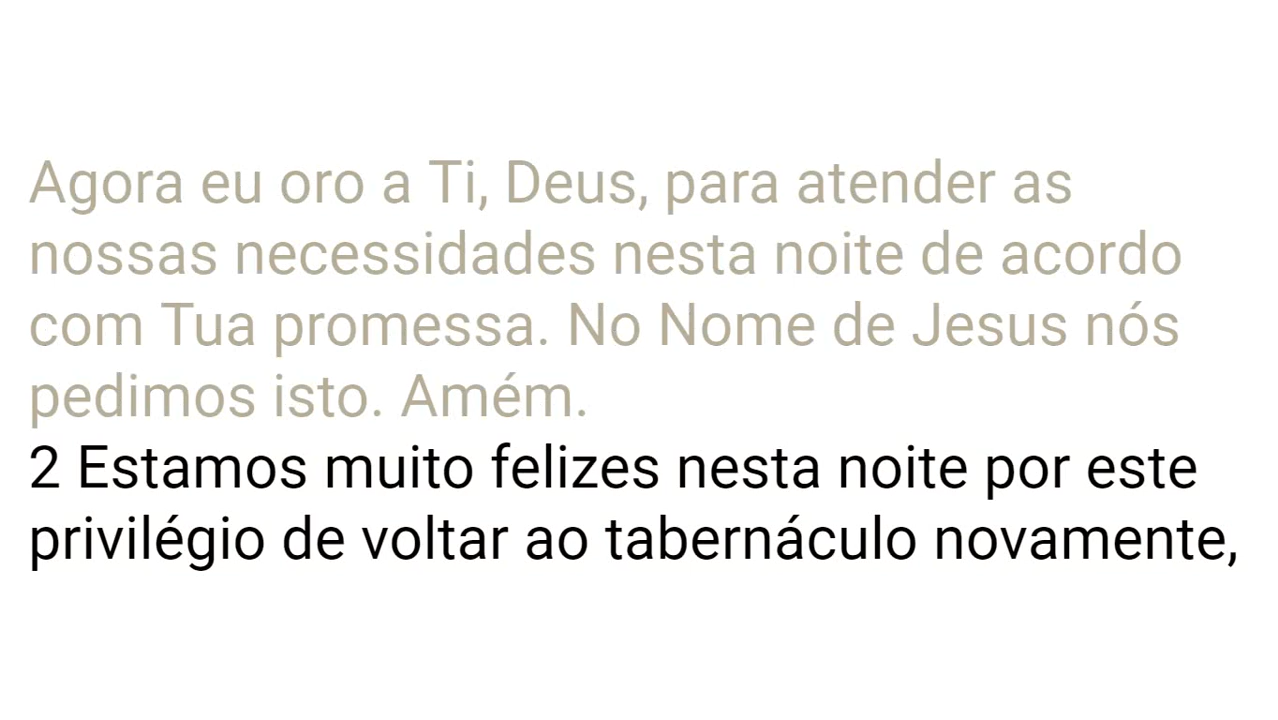 Agora eu oro a Ti, Deus, para atender as
nossas necessidades nesta noite de acordo
com Tua promessa. No Nome de Jesus nós
pedimos isto. Amém.
2 Estamos muito felizes nesta noite por este
privilégio de voltar ao tabernáculo novamente,